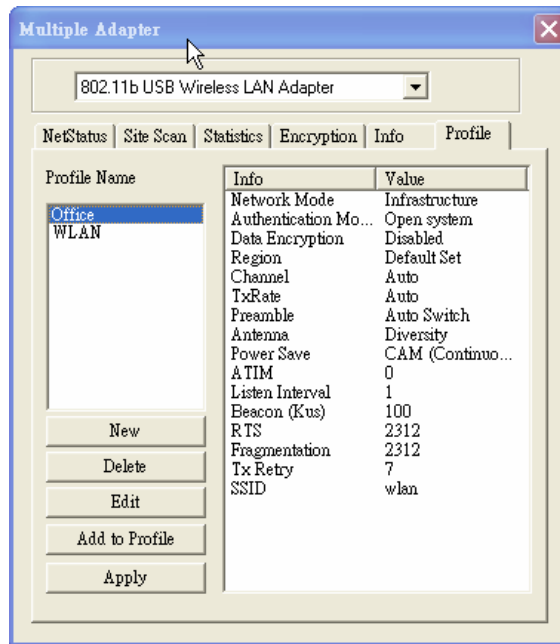 Multiple Adapter
802.11b USB Wireless LAN Adapter
NetStatus Site Scan Statistics Encryption Info Profile
Profile Name
Office
WLAN
New
Delete
Edit
Add to Profile
Apply
Info Value
Network Mode Infrastructure
Authentication Mo... Open system
Data Encryption Disabled
Region Default Set
Channel Auto
TxRate Auto
Preamble Auto Switch
Antenna Diversity
Power Save CAM (Continuo...
ATIM 0
Listen Interval 1
Beacon (Kus) 100
RTS 2312
Fragmentation 2312
Tx Retry 7
SSID wlan